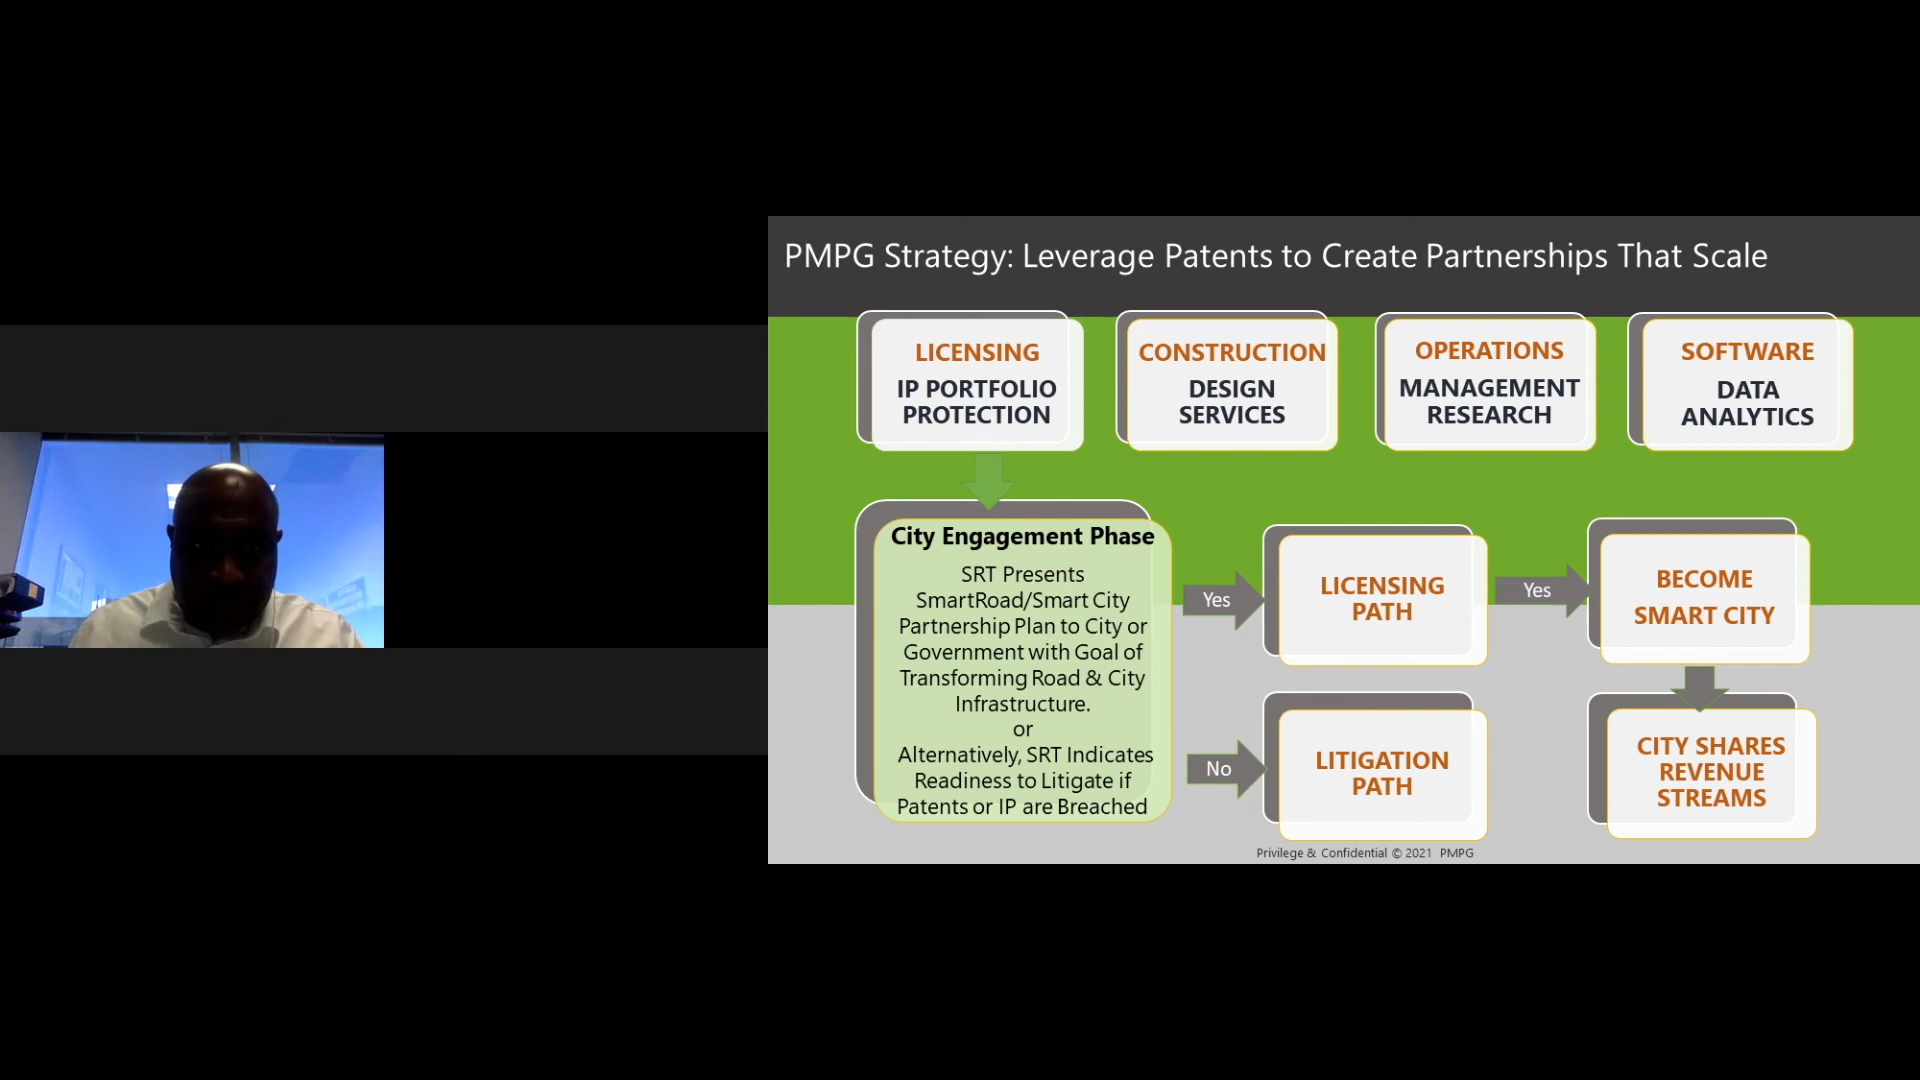 PMPG Strategy: Leverage Patents to Create Partnerships That Scale
LICENSING
IP PORTFOLIO
PROTECTION
CONSTRUCTION
DESIGN
SERVICES
OPERATIONS
MANAGEMENT
RESEARCH
SOFTWARE
DATA
ANALYTICS
City Engagement Phase
SRT Presents
SmartRoad/Smart City
Partnership Plan to City or
Government with Goal of
Transforming Road & City
Infrastructure.
or
Alternatively, SRT Indicates
Readiness to Litigate if
Patents or IP are Breached
Yes
LICENSING
PATH
Yes
BECOME
SMART CITY
No
LITIGATION
PATH
CITY SHARES
REVENUE
STREAMS
Privilege & Confidential © 2021 PMPG